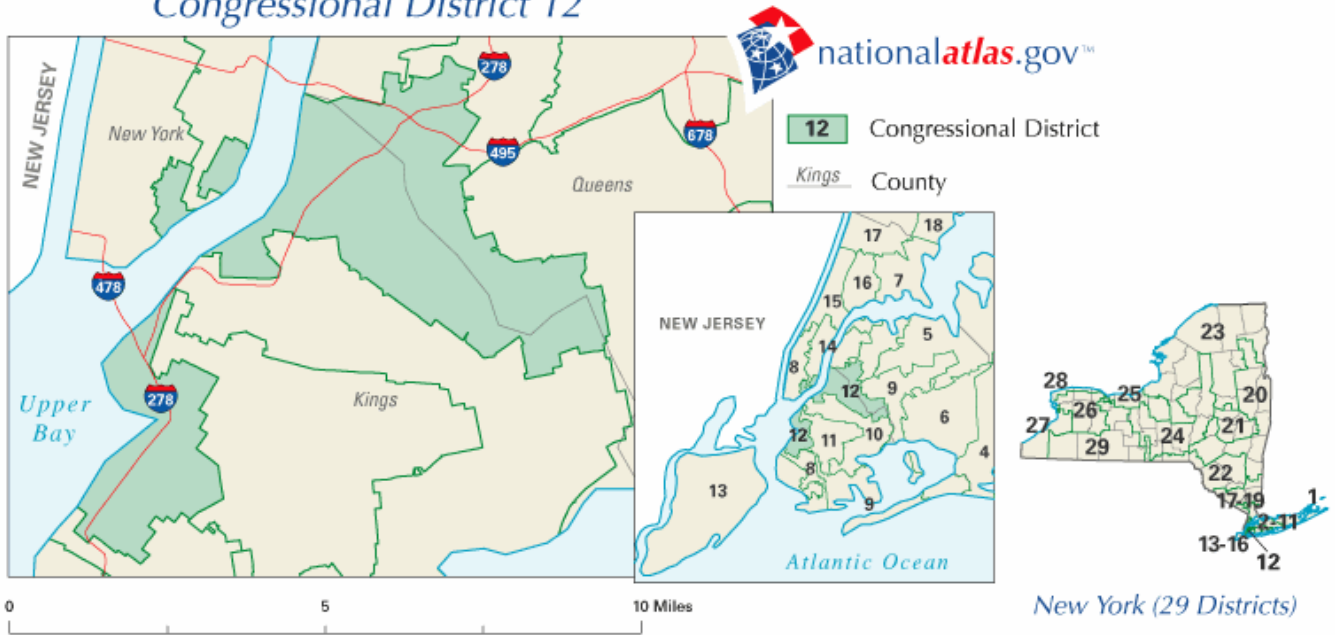 Congressional District 12
nationalatlas.gov™
12 Congressional District
Kings County
NEW JERSEY
New York
278
495
678
Queens
478
278
Kings
Upper
Bay
NEW JERSEY
18
17
16
7
15
5
14
8
12
9
6
12
11
10
4
8
13
9
Atlantic Ocean
23
28
25
20
26
27
21
24
29
22
17-19
1-
2-11
13-16
12
New York (29 Districts)
0 5 10 Miles